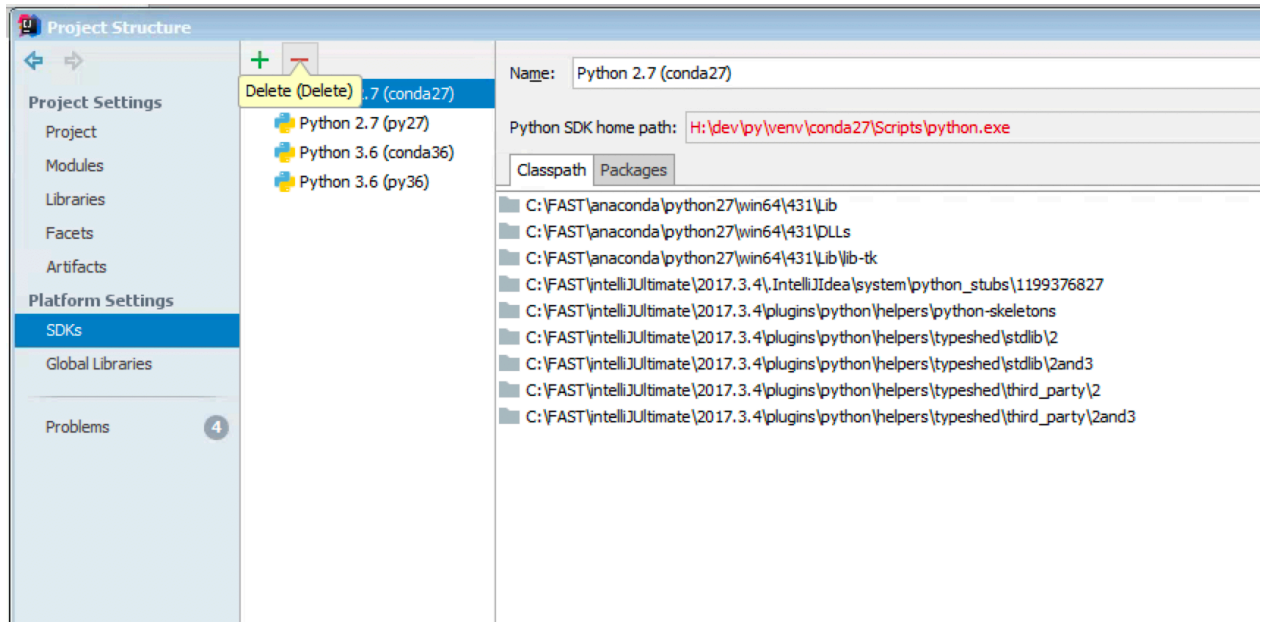 Project Structure
Project Settings
Project
Modules
Libraries
Facets
Artifacts
Platform Settings
SDKs
Global Libraries
Problems
4
Delete (Delete)
.7 (conda27)
Python 2.7 (py27)
Python 3.6 (conda36)
Python 3.6 (py36)
Name: Python 2.7 (conda27)
Python SDK home path: H:\dev\py\venv\conda27\Scripts\python.exe
Classpath Packages
C:\FAST\anaconda\python27\win64\431\Lib
C:\FAST\anaconda\python27\win64\431\DLLs
C:\FAST\anaconda\python27\win64\431\Lib\lib-tk
C:\FAST\intelliJUltimate\2017.3.4\.IntelliJIdea\system\python_stubs\1199376827
C:\FAST\intelliJUltimate\2017.3.4\plugins\python\helpers\python-skeletons
C:\FAST\intelliJUltimate\2017.3.4\plugins\python\helpers\typeshed\stdlib\2
C:\FAST\intelliJUltimate\2017.3.4\plugins\python\helpers\typeshed\stdlib\2and3
C:\FAST\intelliJUltimate\2017.3.4\plugins\python\helpers\typeshed\third_party\2
C:\FAST\intelliJUltimate\2017.3.4\plugins\python\helpers\typeshed\third_party\2and3